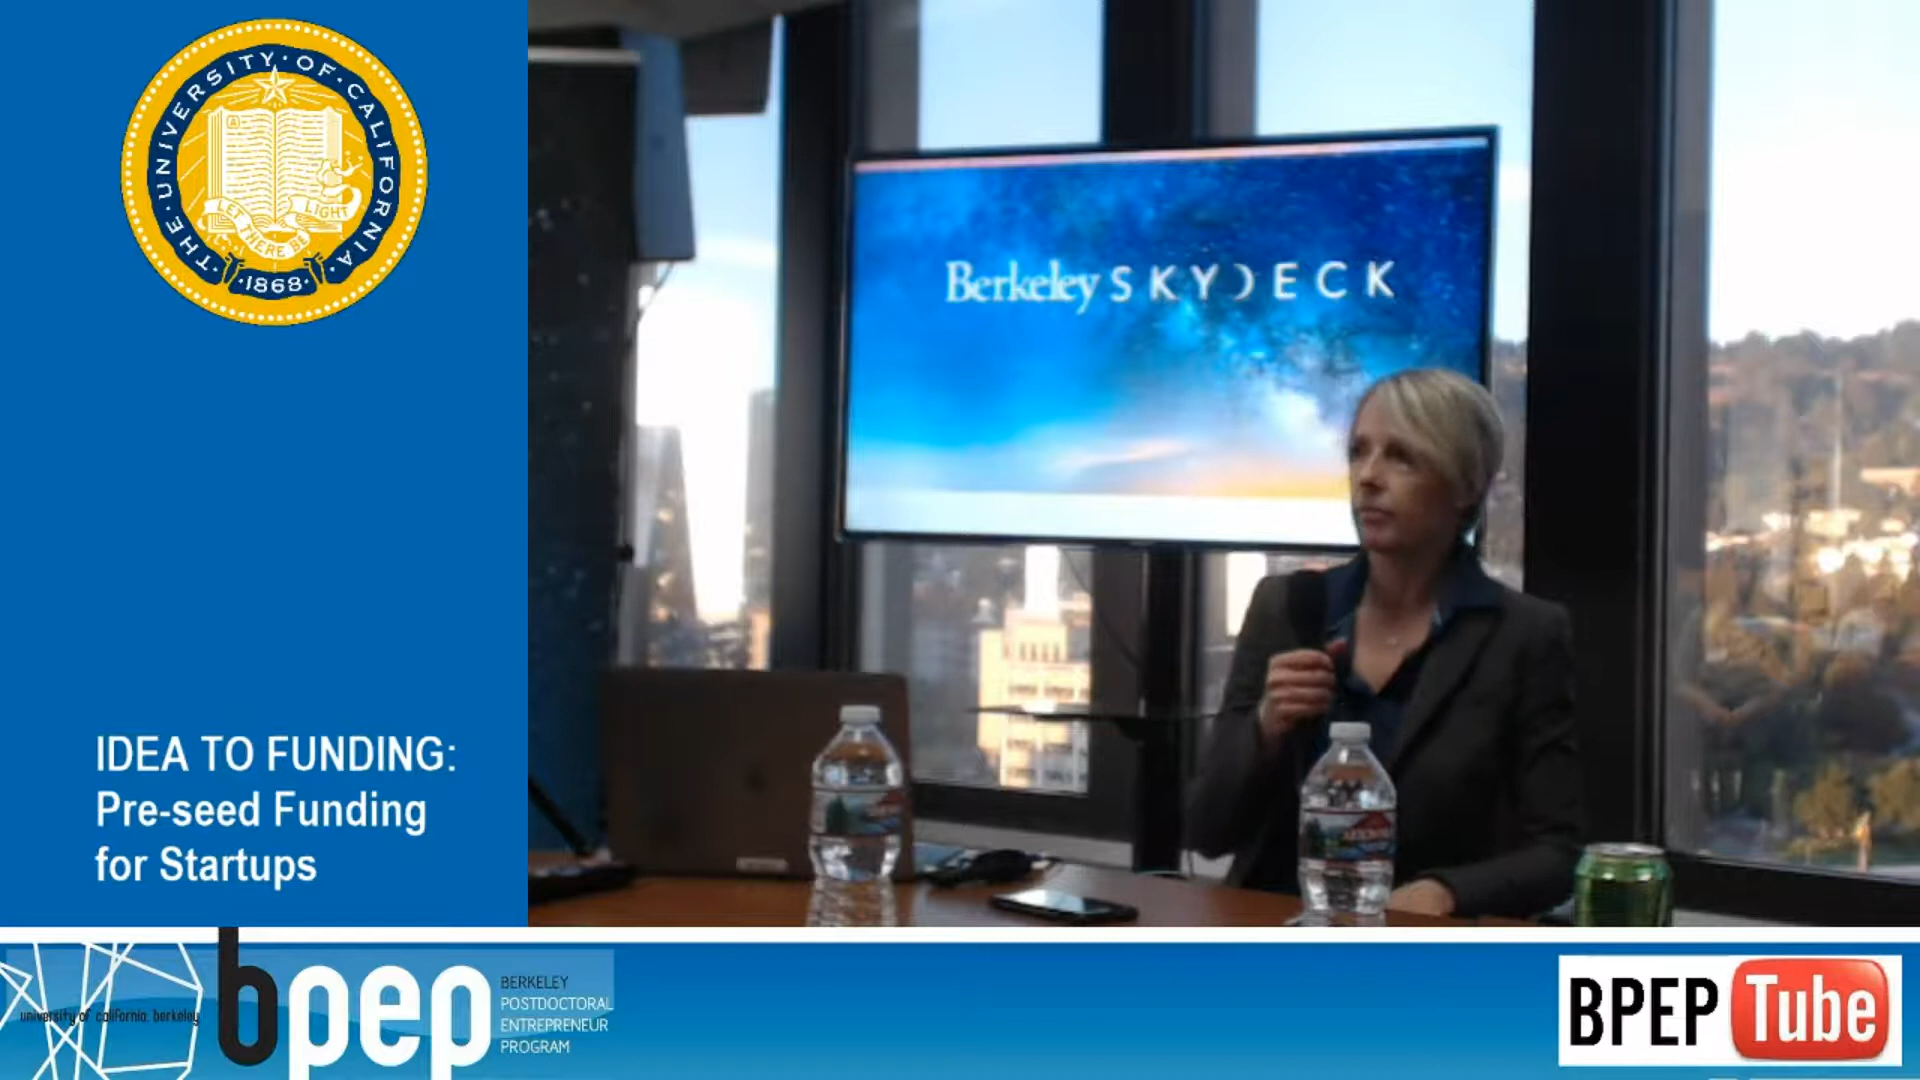 THE · UNIVERSITY · OF · CALIFORNIA
A
LET THERE BE LIGHT
·1868·
Berkeley SKYDECK
IDEA TO FUNDING:
Pre-seed Funding
for Startups
university of california, berkeley
bpep
BERKELEY
POSTDOCTORAL
ENTREPRENEUR
PROGRAM
BPEP Tube